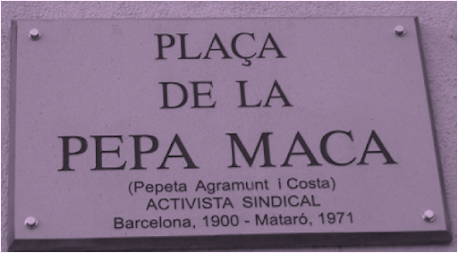 PLAÇA
DE LA
PEPA MACA
(Pepeta Agramunt i Costa)
ACTIVISTA SINDICAL
Barcelona, 1900 - Mataró, 1971